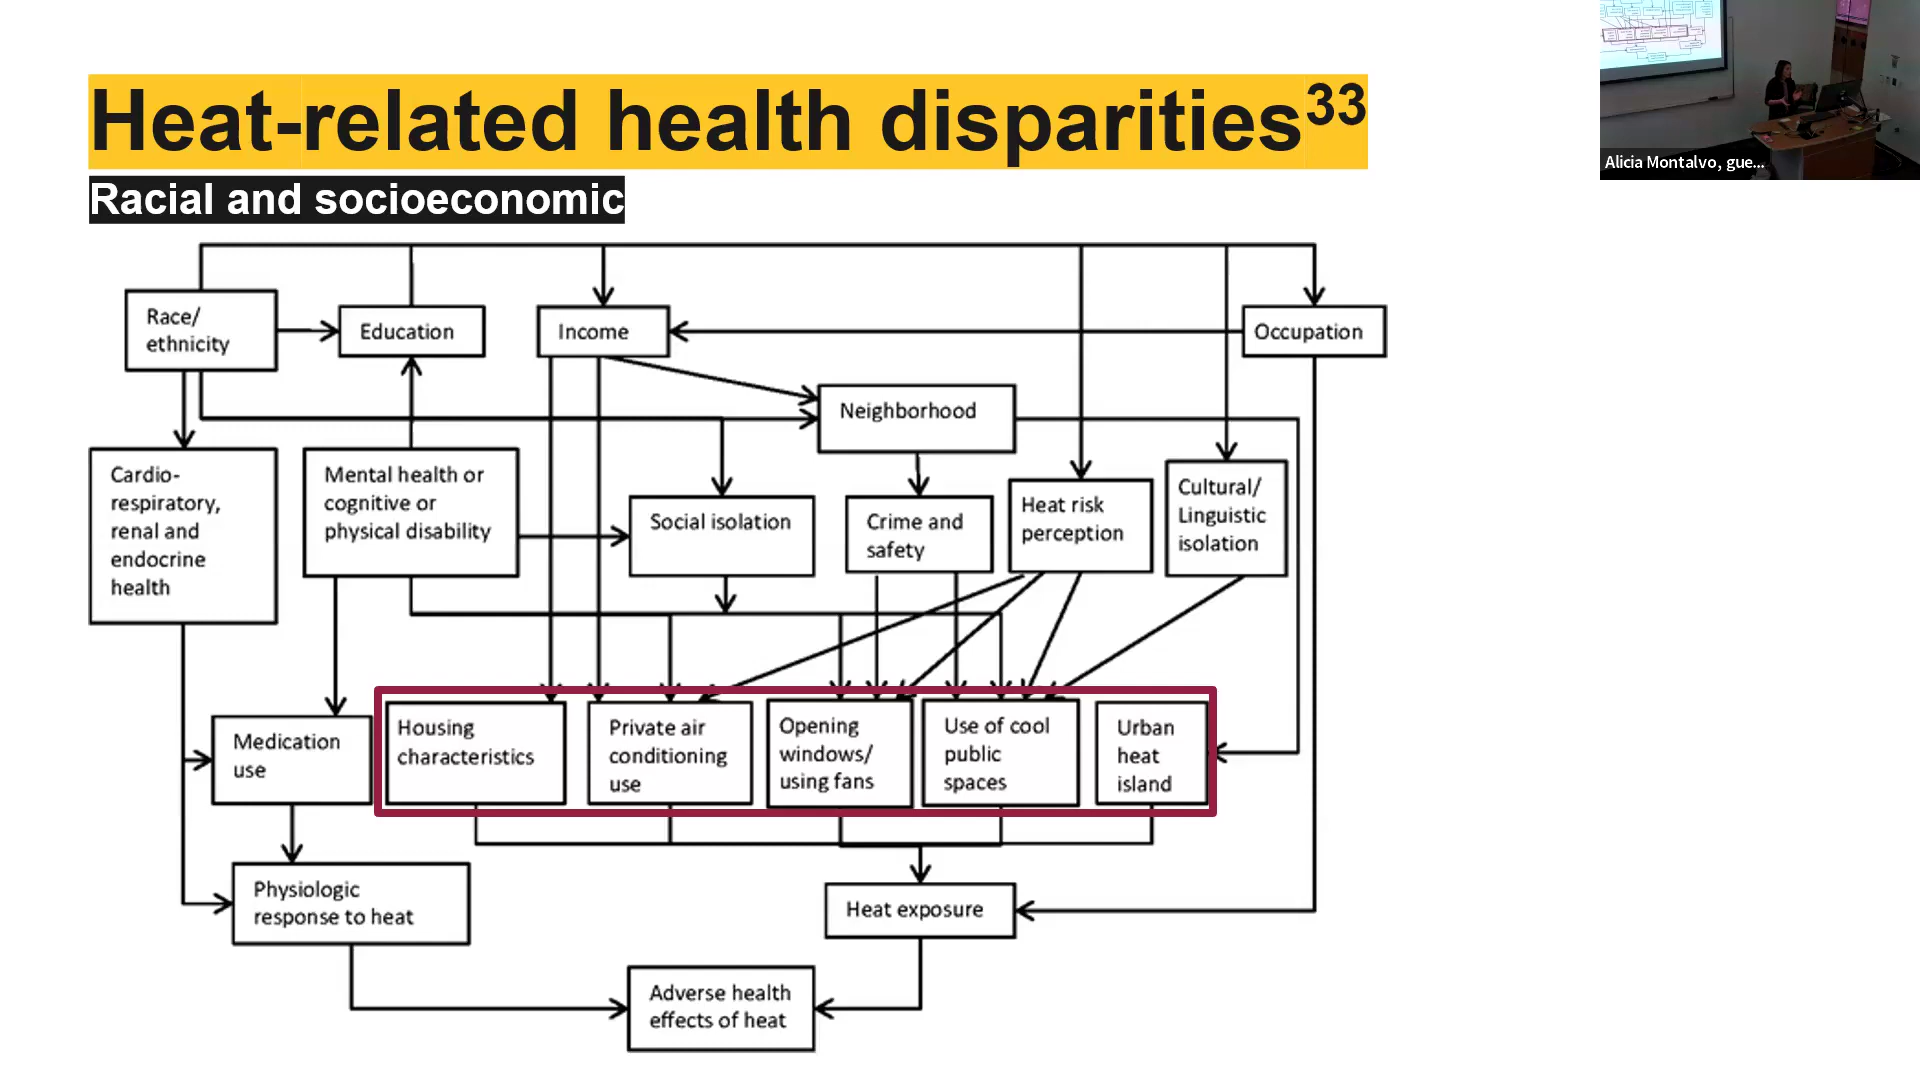 Heat-related health disparities33
Racial and socioeconomic
Alicia Montalvo, gue...
Race/
ethnicity
Education
Income
Occupation
Neighborhood
Cardio-
respiratory,
renal and
endocrine
health
Mental health or
cognitive or
physical disability
Social isolation
Crime and
safety
Heat risk
perception
Cultural/
Linguistic
isolation
Medication
use
Housing
characteristics
Private air
conditioning
use
Opening
windows/
using fans
Use of cool
public
spaces
Urban
heat
island
Physiologic
response to heat
Heat exposure
Adverse health
effects of heat